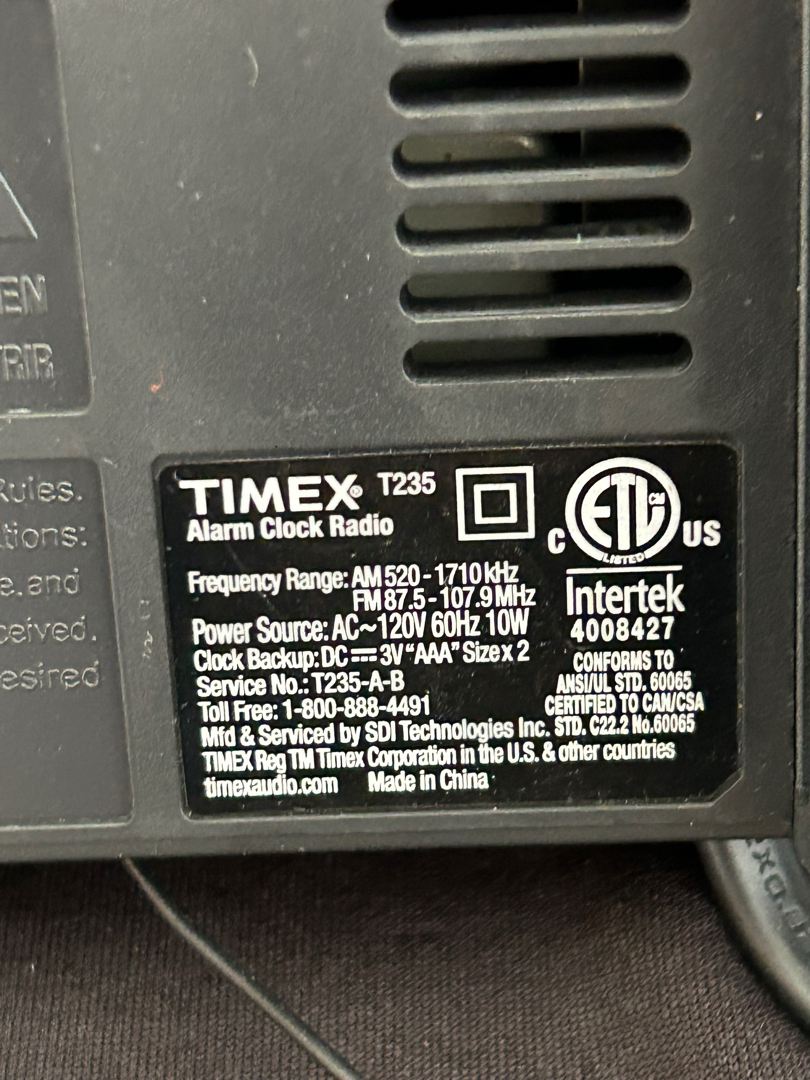 EN
TRIR
Rules.
tions:
e, and
ceived.
esired
TIMEX® T235
Alarm Clock Radio
Frequency Range: AM 520 - 1710 kHz
FM 87.5 - 107.9 MHz
Power Source: AC~120V 60Hz 10W
Clock Backup: DC⎓3V "AAA" Size x 2
Service No.: T235-A-B
Toll Free: 1-800-888-4491
Mfd & Serviced by SDI Technologies Inc.
TIMEX Reg TM Timex Corporation in the U.S. & other countries
timexaudio.com Made in China
ETL CM
LISTED
C US
Intertek
4008427
CONFORMS TO
ANSI/UL STD. 60065
CERTIFIED TO CAN/CSA
STD. C22.2 No.60065